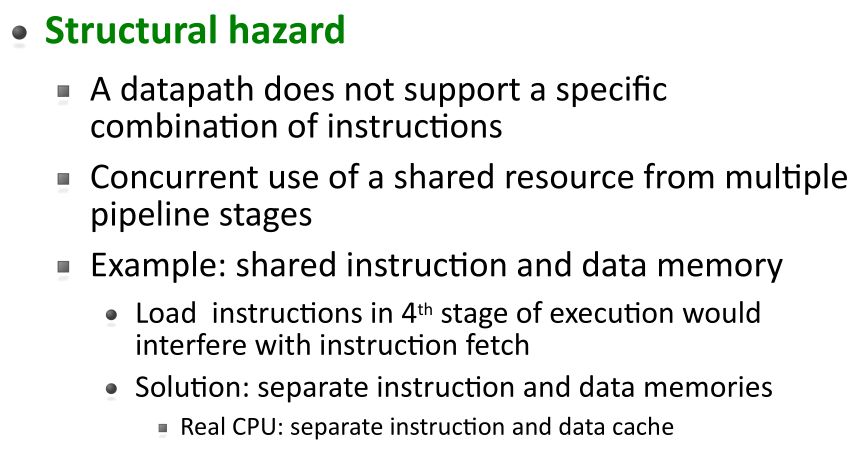 Structural hazard
A datapath does not support a specific
combination of instructions
Concurrent use of a shared resource from multiple
pipeline stages
Example: shared instruction and data memory
Load instructions in 4th stage of execution would
interfere with instruction fetch
Solution: separate instruction and data memories
Real CPU: separate instruction and data cache